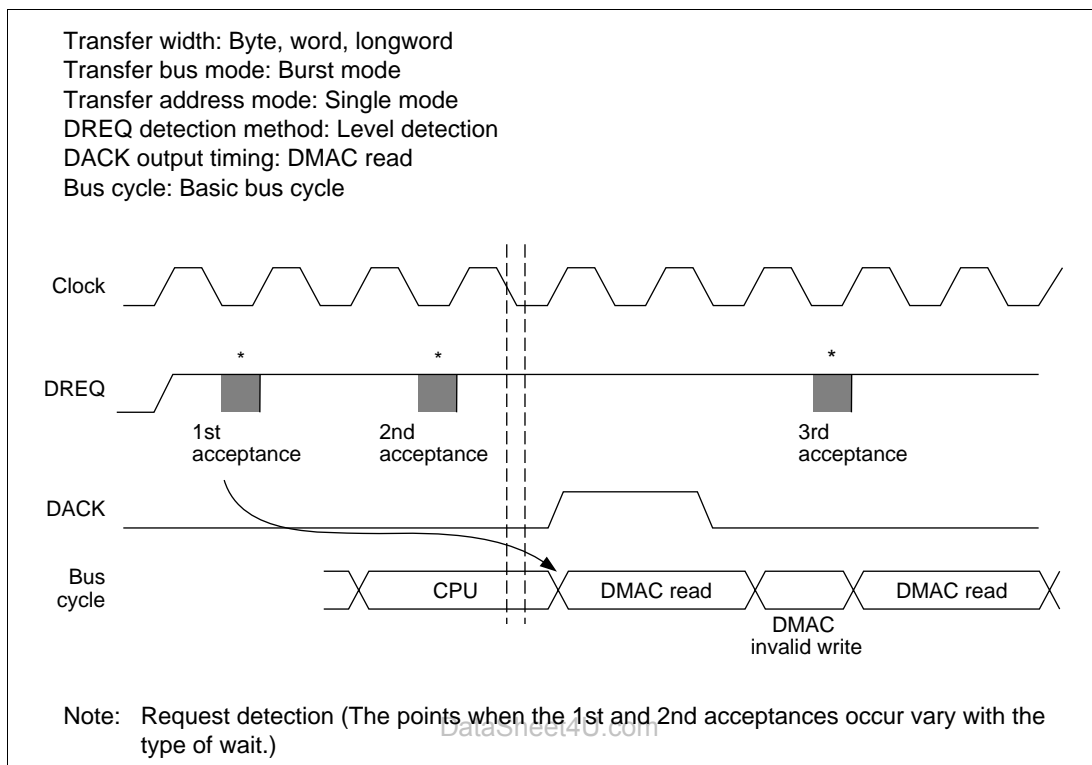 Transfer width: Byte, word, longword
Transfer bus mode: Burst mode
Transfer address mode: Single mode
DREQ detection method: Level detection
DACK output timing: DMAC read
Bus cycle: Basic bus cycle
Clock
* * *
DREQ
1st acceptance
2nd acceptance
3rd acceptance
DACK
Bus cycle
CPU
DMAC read
DMAC invalid write
DMAC read
Note: Request detection (The points when the 1st and 2nd acceptances occur vary with the
type of wait.)
DataSheet4U.com